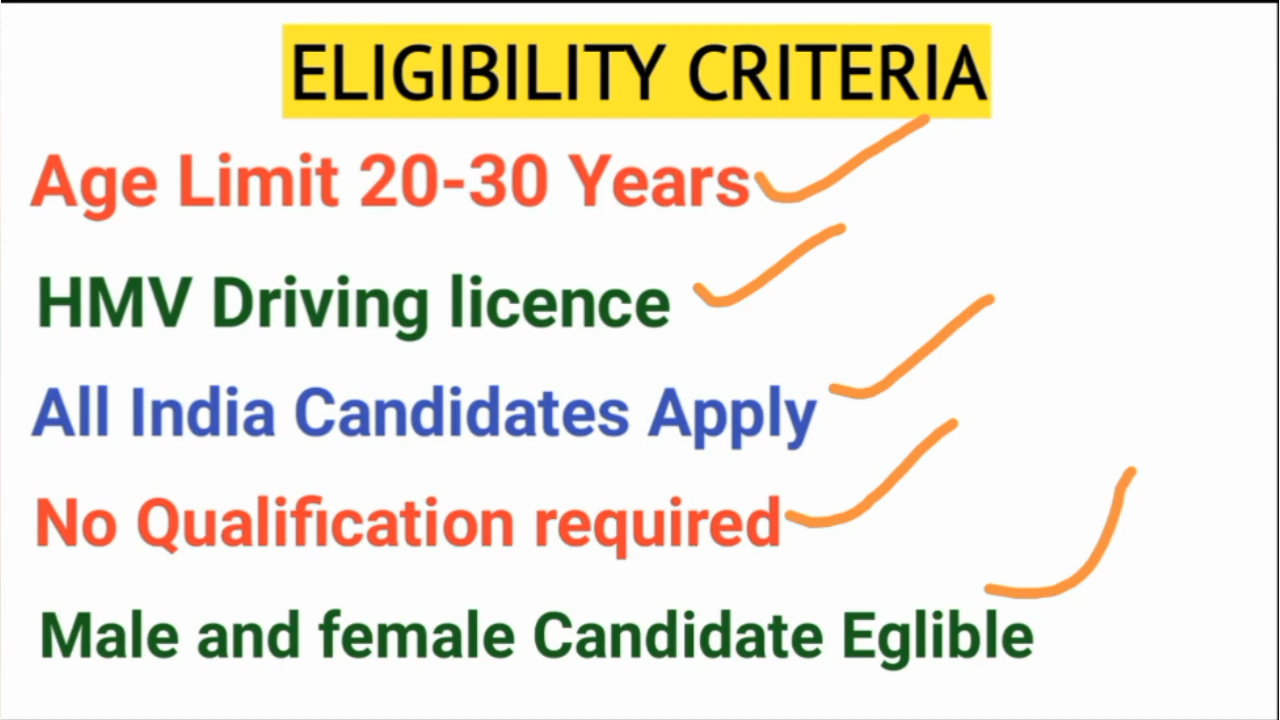 ELIGIBILITY CRITERIA
Age Limit 20-30 Years
HMV Driving licence
All India Candidates Apply
No Qualification required
Male and female Candidate Eglible